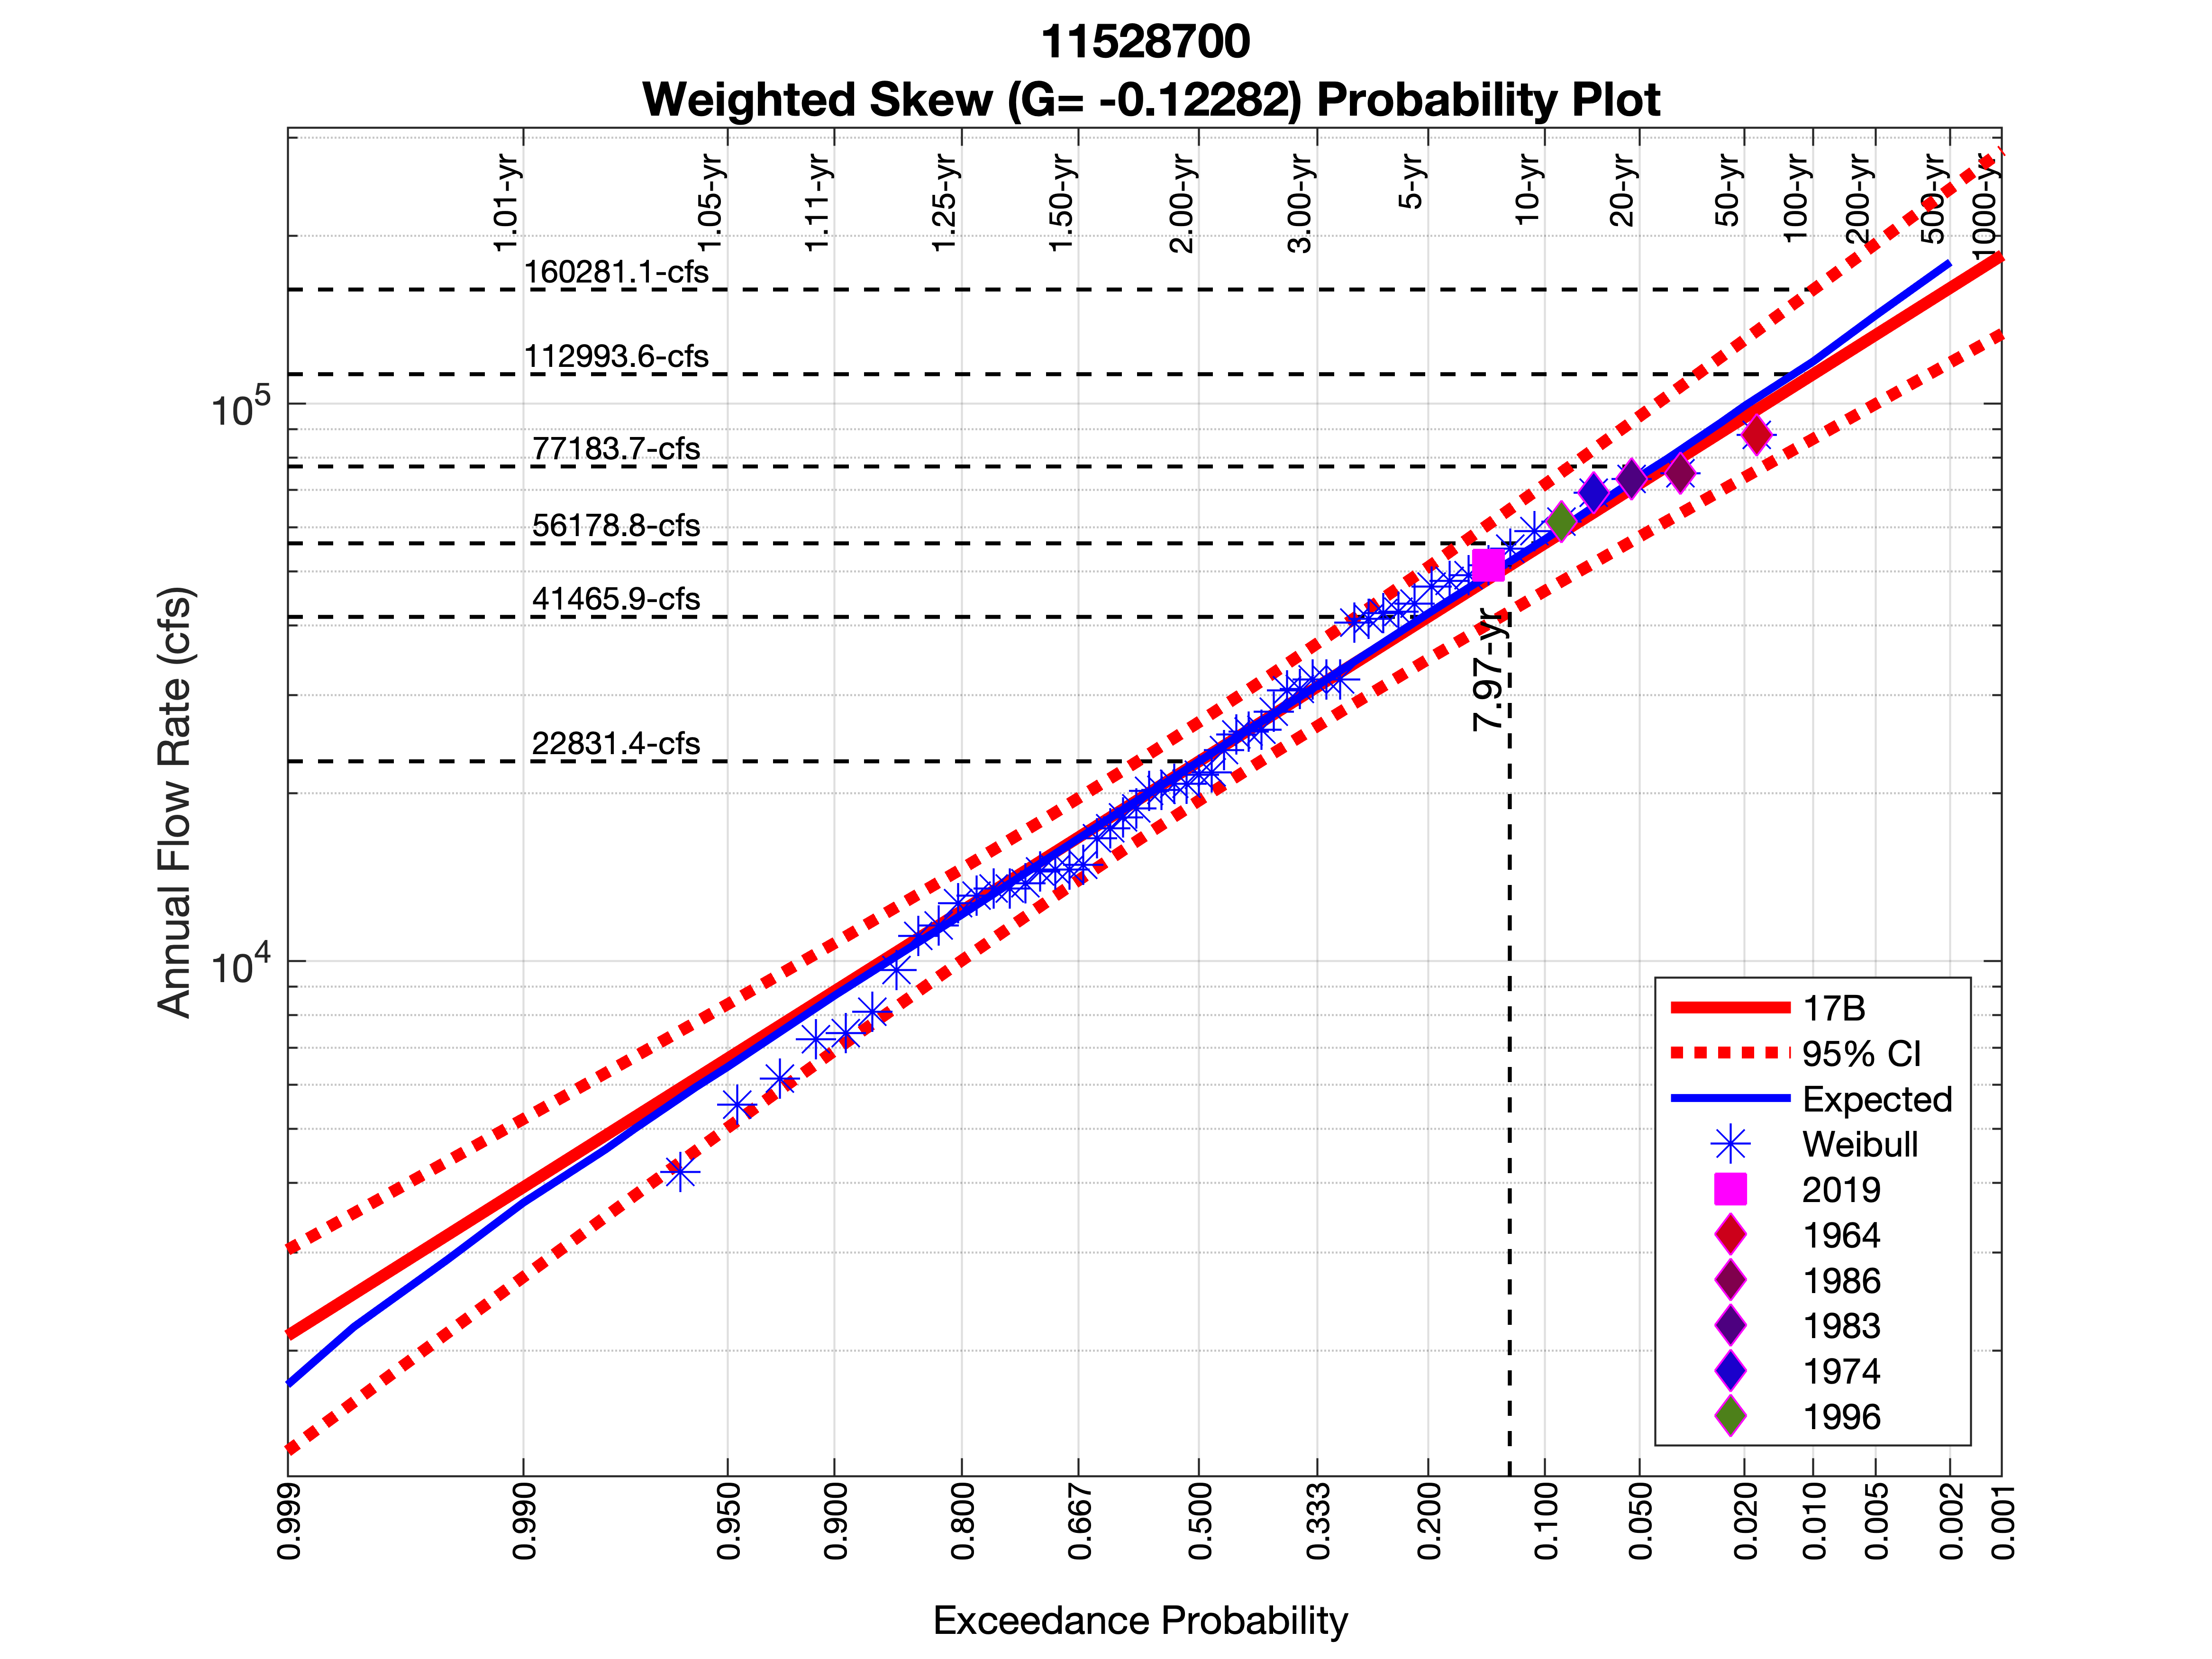 11528700
Weighted Skew (G= -0.12282) Probability Plot
1.01-yr
1.05-yr
1.11-yr
1.25-yr
1.50-yr
2.00-yr
3.00-yr
5-yr
10-yr
20-yr
50-yr
100-yr
200-yr
500-yr
1000-yr
160281.1-cfs
112993.6-cfs
10^5
77183.7-cfs
56178.8-cfs
41465.9-cfs
7.97-yr
22831.4-cfs
10^4
Annual Flow Rate (cfs)
17B
95% CI
Expected
Weibull
2019
1964
1986
1983
1974
1996
0.999
0.990
0.950
0.900
0.800
0.667
0.500
0.333
0.200
0.100
0.050
0.020
0.010
0.005
0.002
0.001
Exceedance Probability